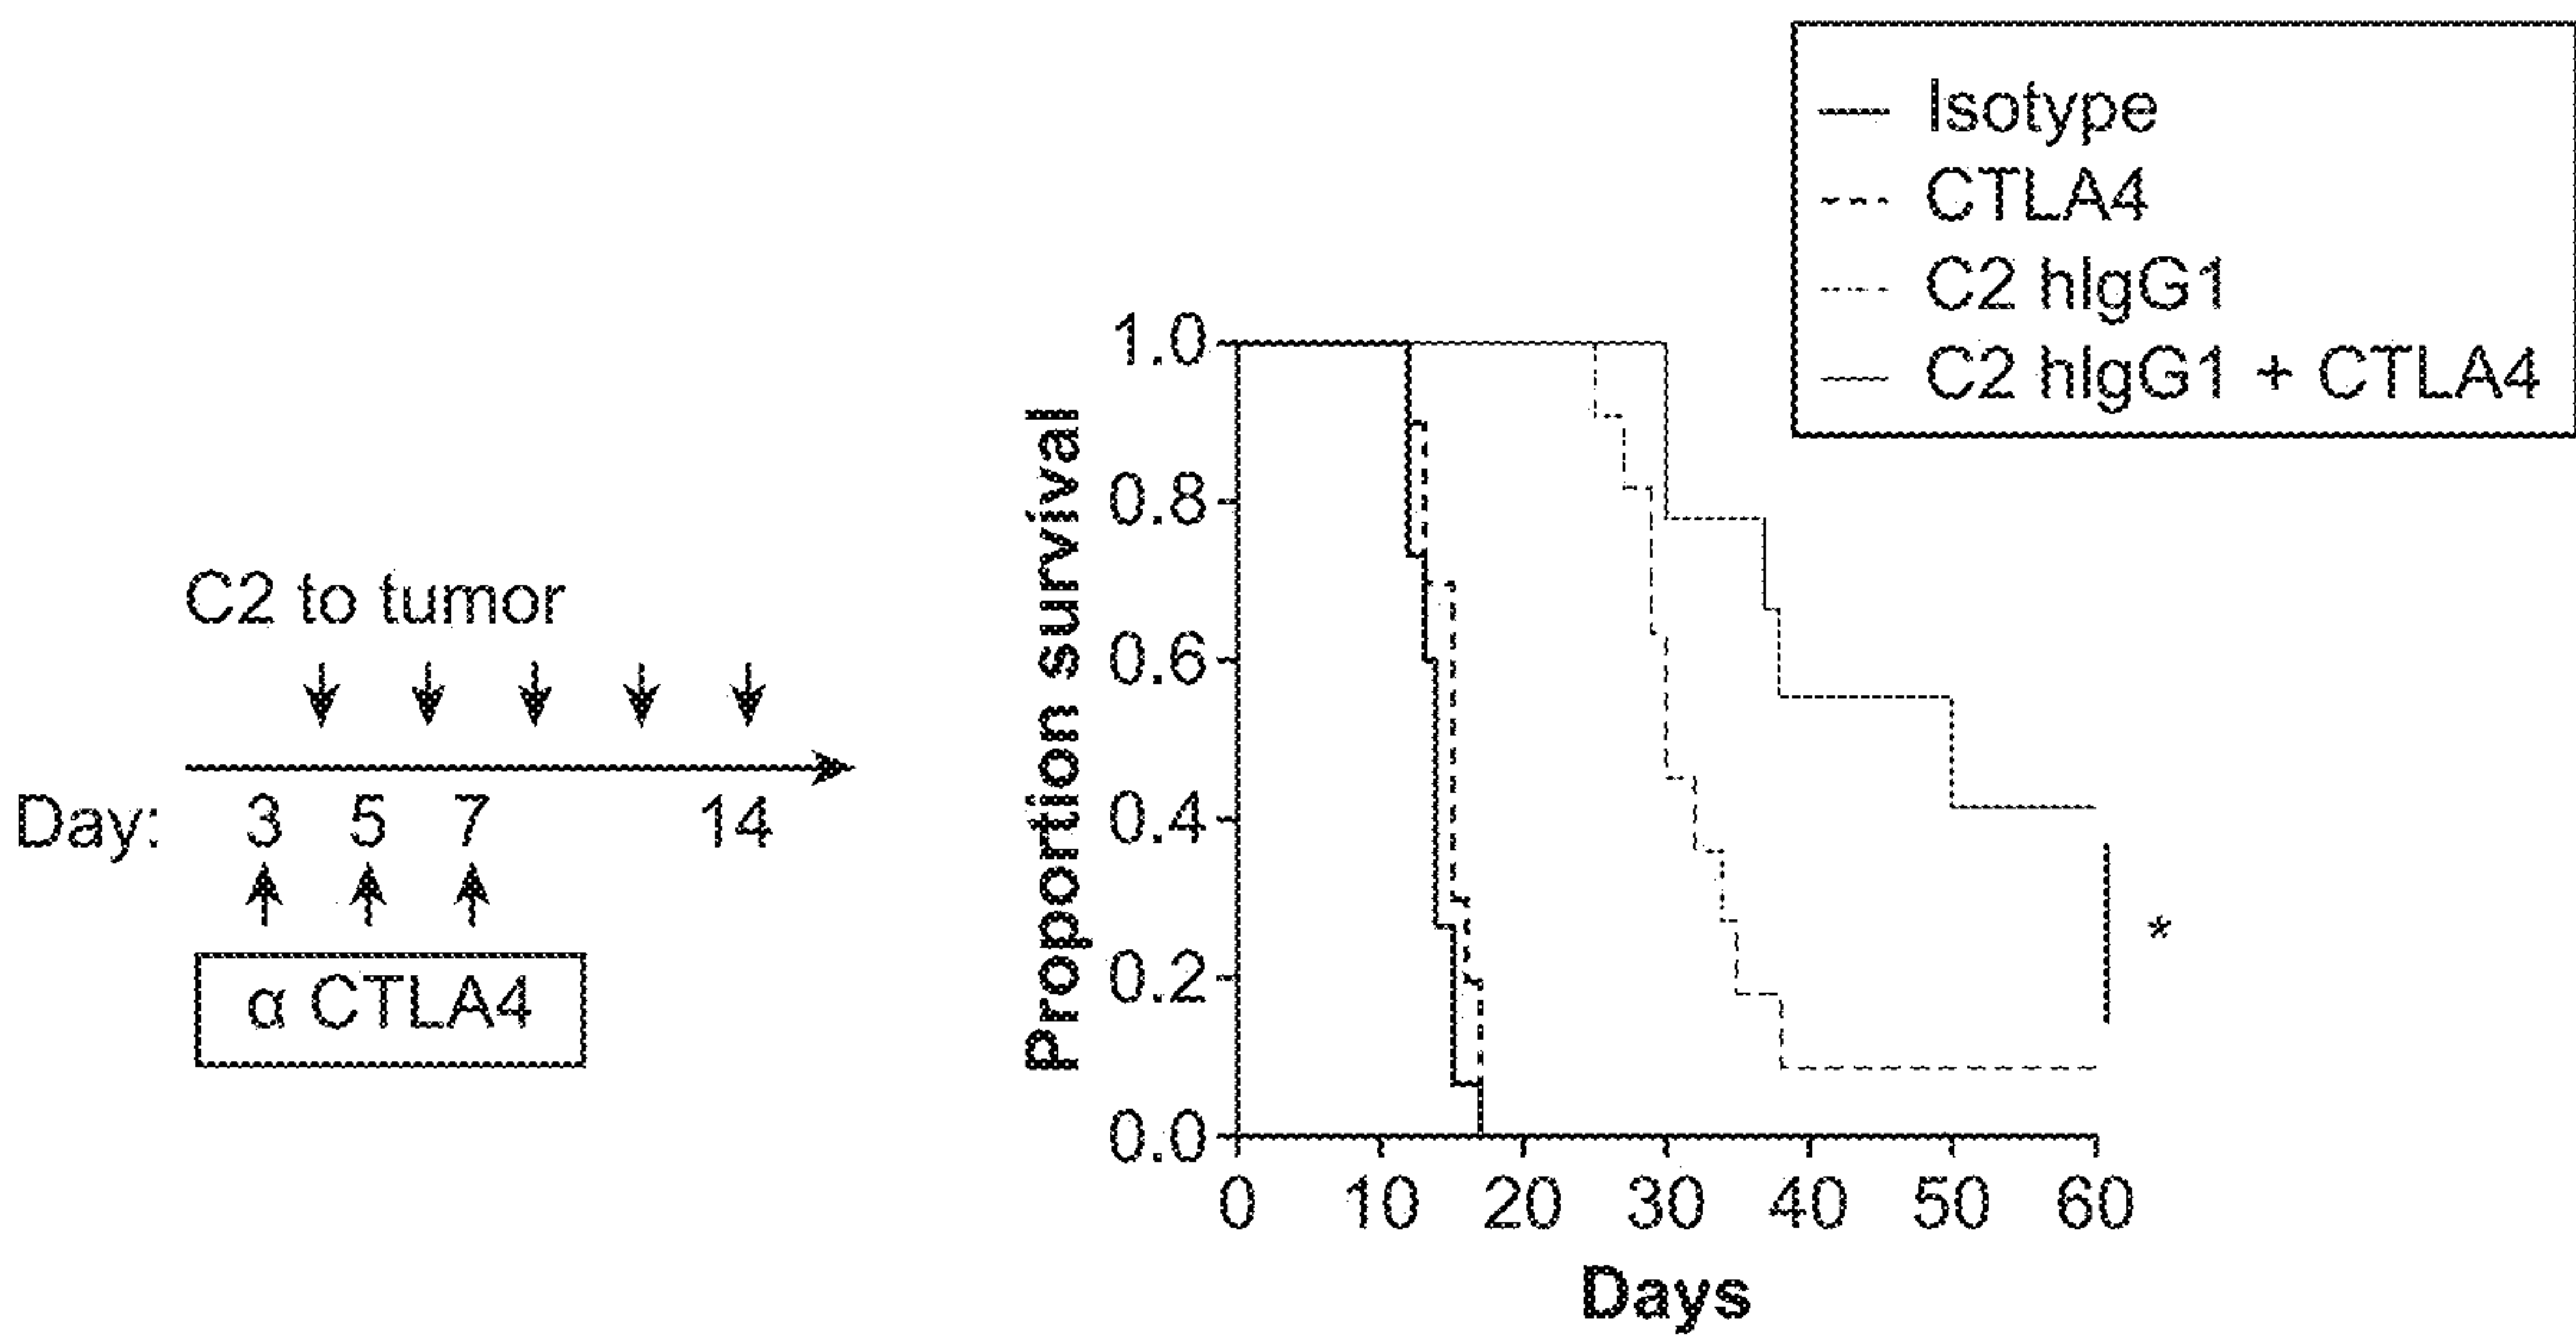 C2 to tumor
Day: 3 5 7 14
α CTLA4
Isotype
CTLA4
C2 hIgG1
C2 hIgG1 + CTLA4
Proportion survival
1.0
0.8
0.6
0.4
0.2
0.0
*
0 10 20 30 40 50 60
Days